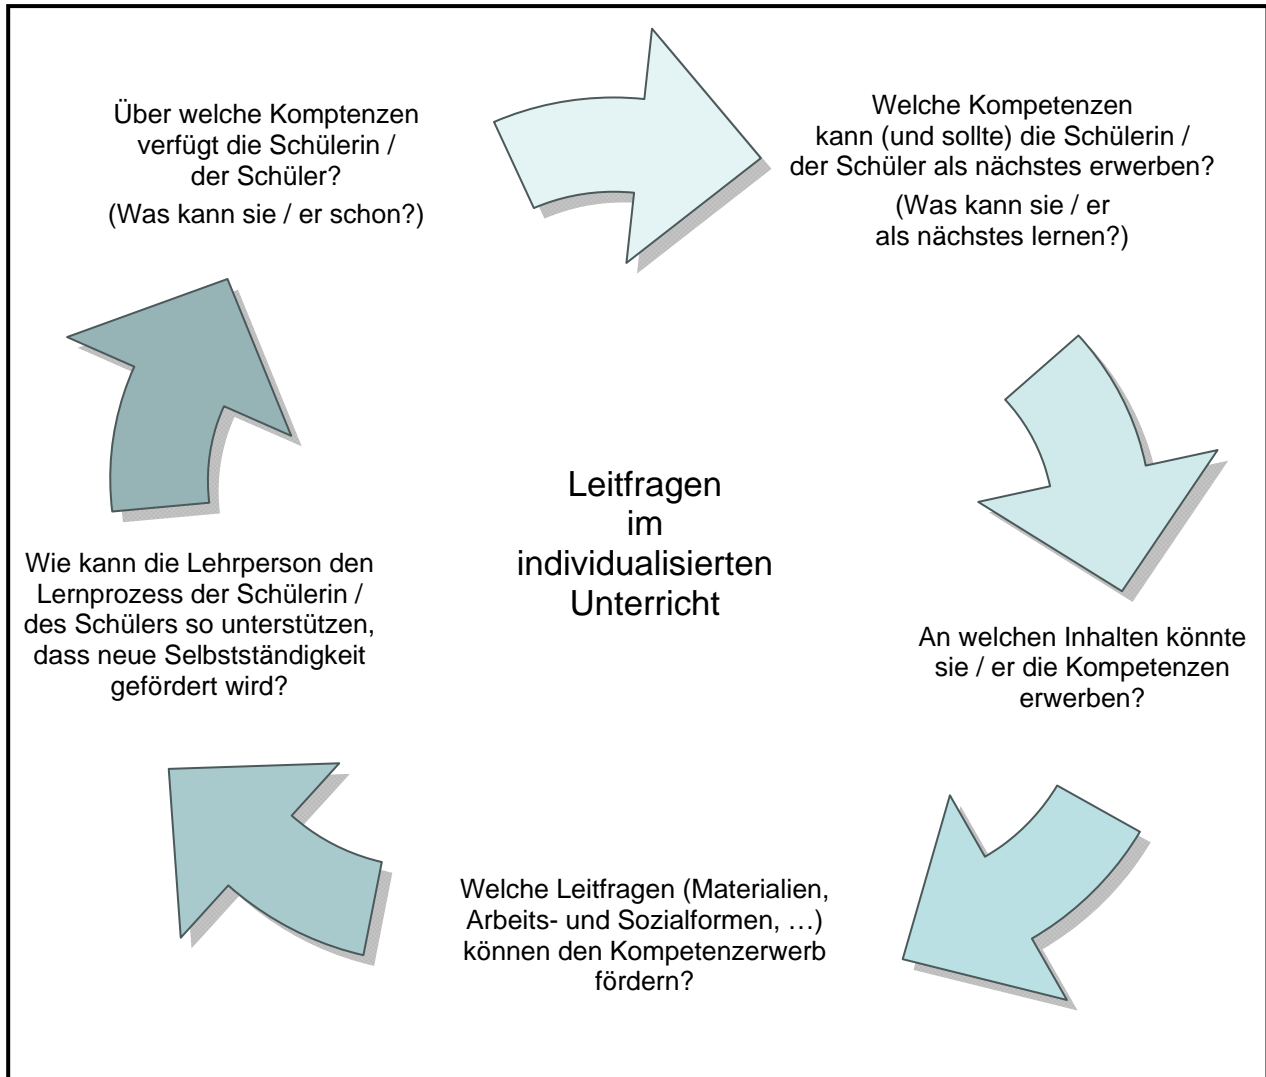 Über welche Komptenzen
verfügt die Schülerin /
der Schüler?
(Was kann sie / er schon?)
Welche Kompetenzen
kann (und sollte) die Schülerin /
der Schüler als nächstes erwerben?
(Was kann sie / er
als nächstes lernen?)
Leitfragen
im
individualisierten
Unterricht
An welchen Inhalten könnte
sie / er die Kompetenzen
erwerben?
Welche Leitfragen (Materialien,
Arbeits- und Sozialformen, …)
können den Kompetenzerwerb
fördern?
Wie kann die Lehrperson den
Lernprozess der Schülerin /
des Schülers so unterstützen,
dass neue Selbstständigkeit
gefördert wird?